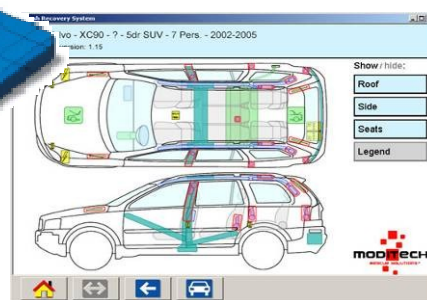 h Recovery System
lvo - XC90 - ? - 5dr SUV - 7 Pers. - 2002-2005
ersion: 1.15
Show / hide:
Roof
Side
Seats
Legend
MODITECH